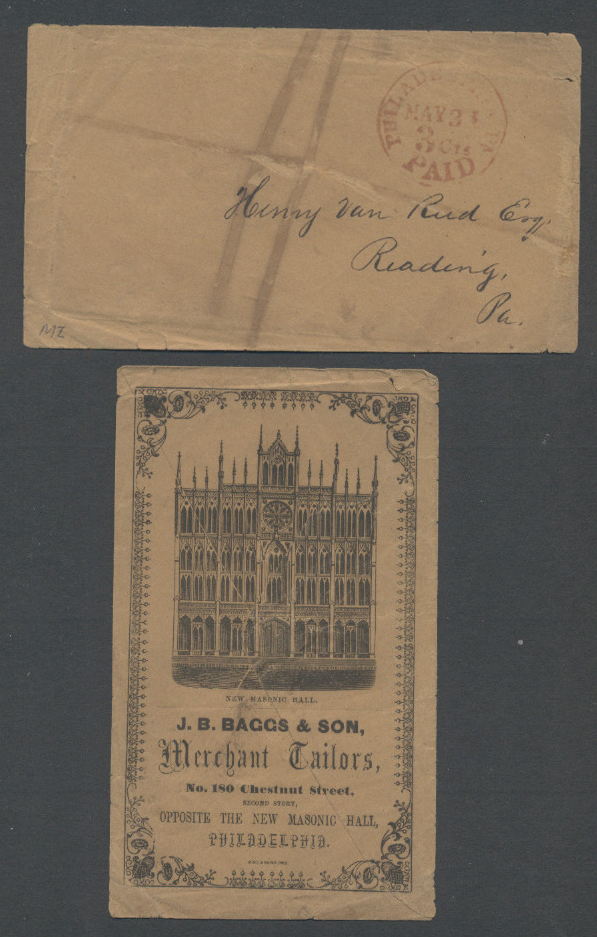 PHILADELPHIA Pa.
MAY 31
3 Cts
PAID
Henry Van Reed Esq.
Reading,
Pa.
MZ
NEW MASONIC HALL.
J. B. BAGGS & SON,
Merchant Tailors,
No. 180 Chestnut Street,
SECOND STORY,
OPPOSITE THE NEW MASONIC HALL,
PHILADELPHIA.